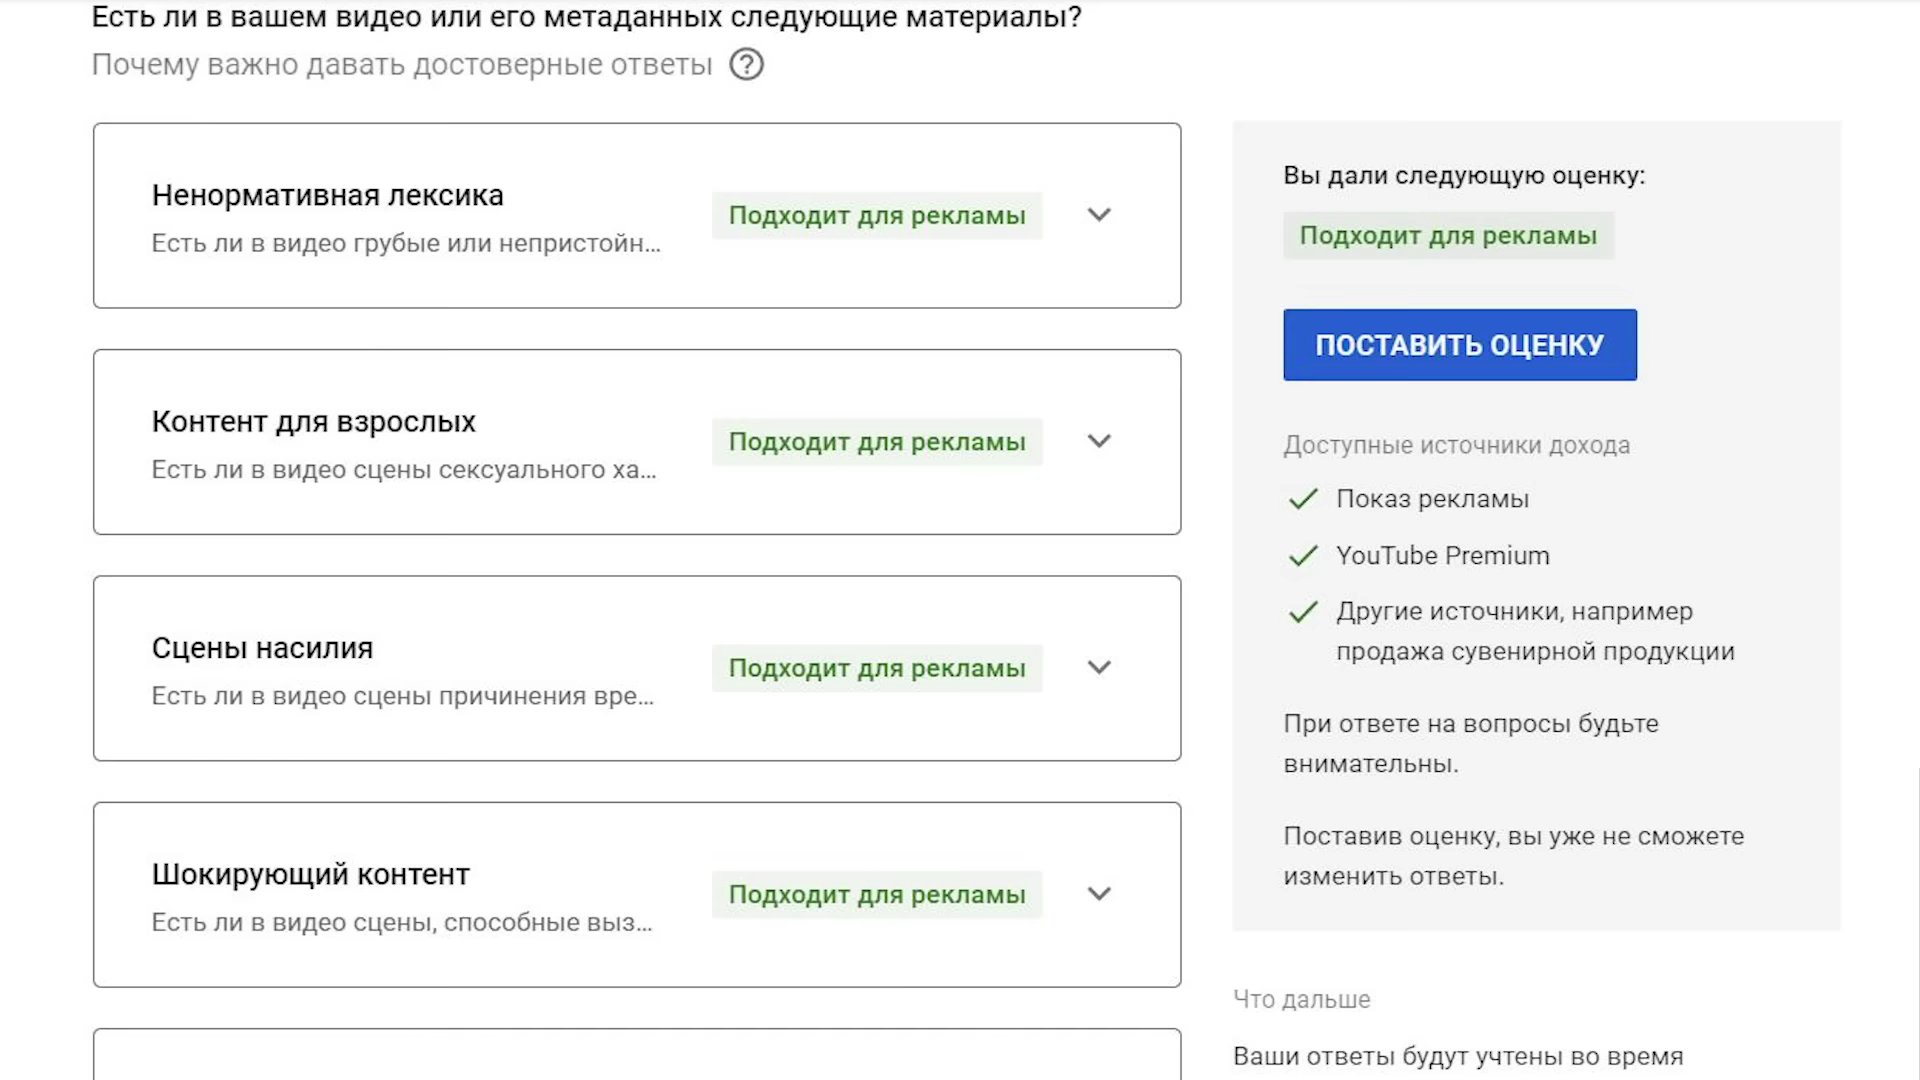 Есть ли в вашем видео или его метаданных следующие материалы?
Почему важно давать достоверные ответы ?
Ненормативная лексика
Есть ли в видео грубые или непристойн...
Подходит для рекламы
Контент для взрослых
Есть ли в видео сцены сексуального ха...
Подходит для рекламы
Сцены насилия
Есть ли в видео сцены причинения вре...
Подходит для рекламы
Шокирующий контент
Есть ли в видео сцены, способные выз...
Подходит для рекламы
Вы дали следующую оценку:
Подходит для рекламы
ПОСТАВИТЬ ОЦЕНКУ
Доступные источники дохода
Показ рекламы
YouTube Premium
Другие источники, например
продажа сувенирной продукции
При ответе на вопросы будьте
внимательны.
Поставив оценку, вы уже не сможете
изменить ответы.
Что дальше
Ваши ответы будут учтены во время